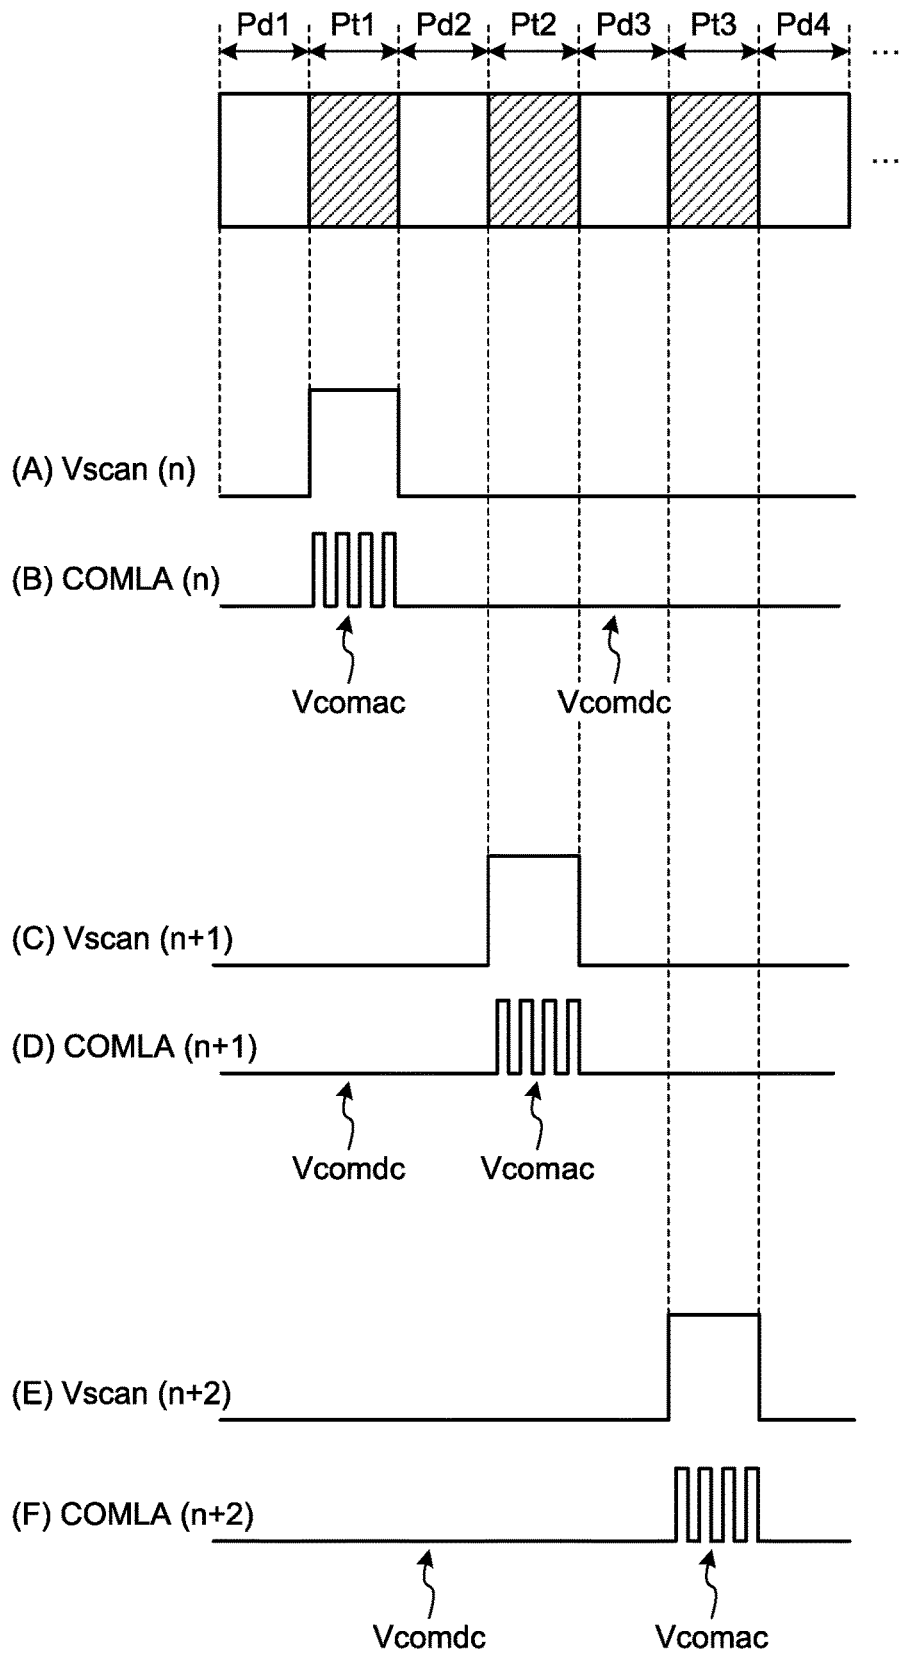 Pd1 Pt1 Pd2 Pt2 Pd3 Pt3 Pd4 ...
...
(A) Vscan (n)
(B) COMLA (n)
Vcomac Vcomdc
(C) Vscan (n+1)
(D) COMLA (n+1)
Vcomdc Vcomac
(E) Vscan (n+2)
(F) COMLA (n+2)
Vcomdc Vcomac